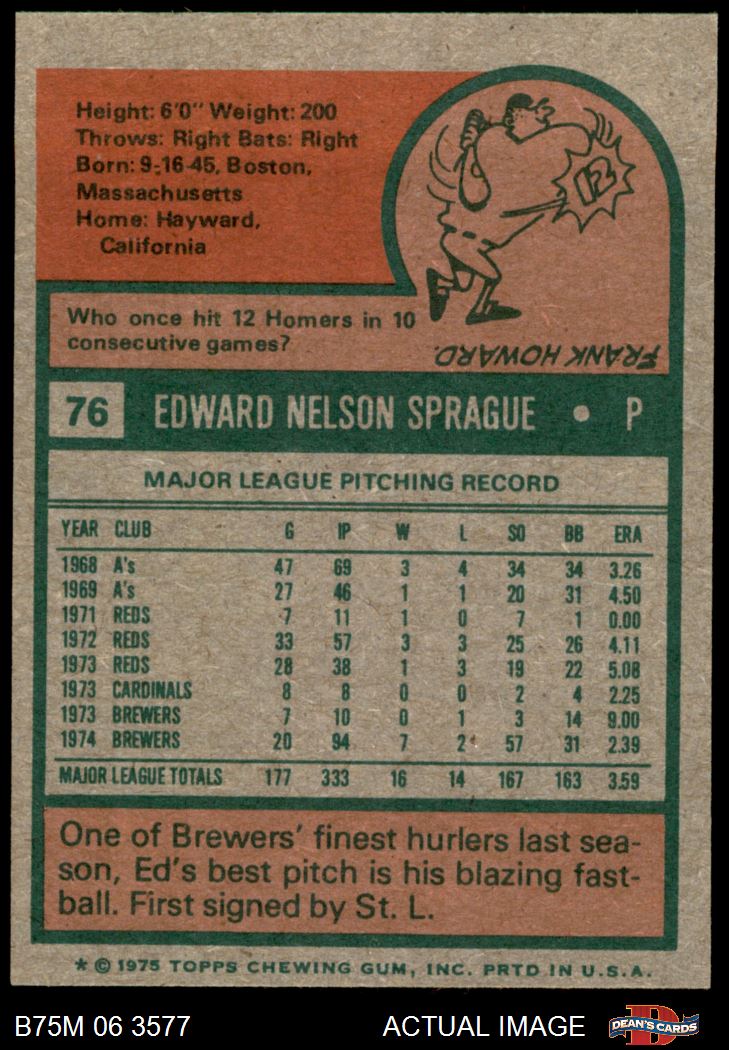 Height: 6'0" Weight: 200
Throws: Right Bats: Right
Born: 9-16-45, Boston,
Massachusetts
Home: Hayward,
California
12
Who once hit 12 Homers in 10
consecutive games?
FRANK HOWARD.
76 EDWARD NELSON SPRAGUE • P
MAJOR LEAGUE PITCHING RECORD
YEAR CLUB G IP W L SO BB ERA
1968 A's 47 69 3 4 34 34 3.26
1969 A's 27 46 1 1 20 31 4.50
1971 REDS 7 11 1 0 7 1 0.00
1972 REDS 33 57 3 3 25 26 4.11
1973 REDS 28 38 1 3 19 22 5.08
1973 CARDINALS 8 8 0 0 2 4 2.25
1973 BREWERS 7 10 0 1 3 14 9.00
1974 BREWERS 20 94 7 2 57 31 2.39
MAJOR LEAGUE TOTALS 177 333 16 14 167 163 3.59
One of Brewers' finest hurlers last sea-
son, Ed's best pitch is his blazing fast-
ball. First signed by St. L.
* © 1975 TOPPS CHEWING GUM, INC. PRTD IN U.S.A.
B75M 06 3577 ACTUAL IMAGE DEAN'S CARDS